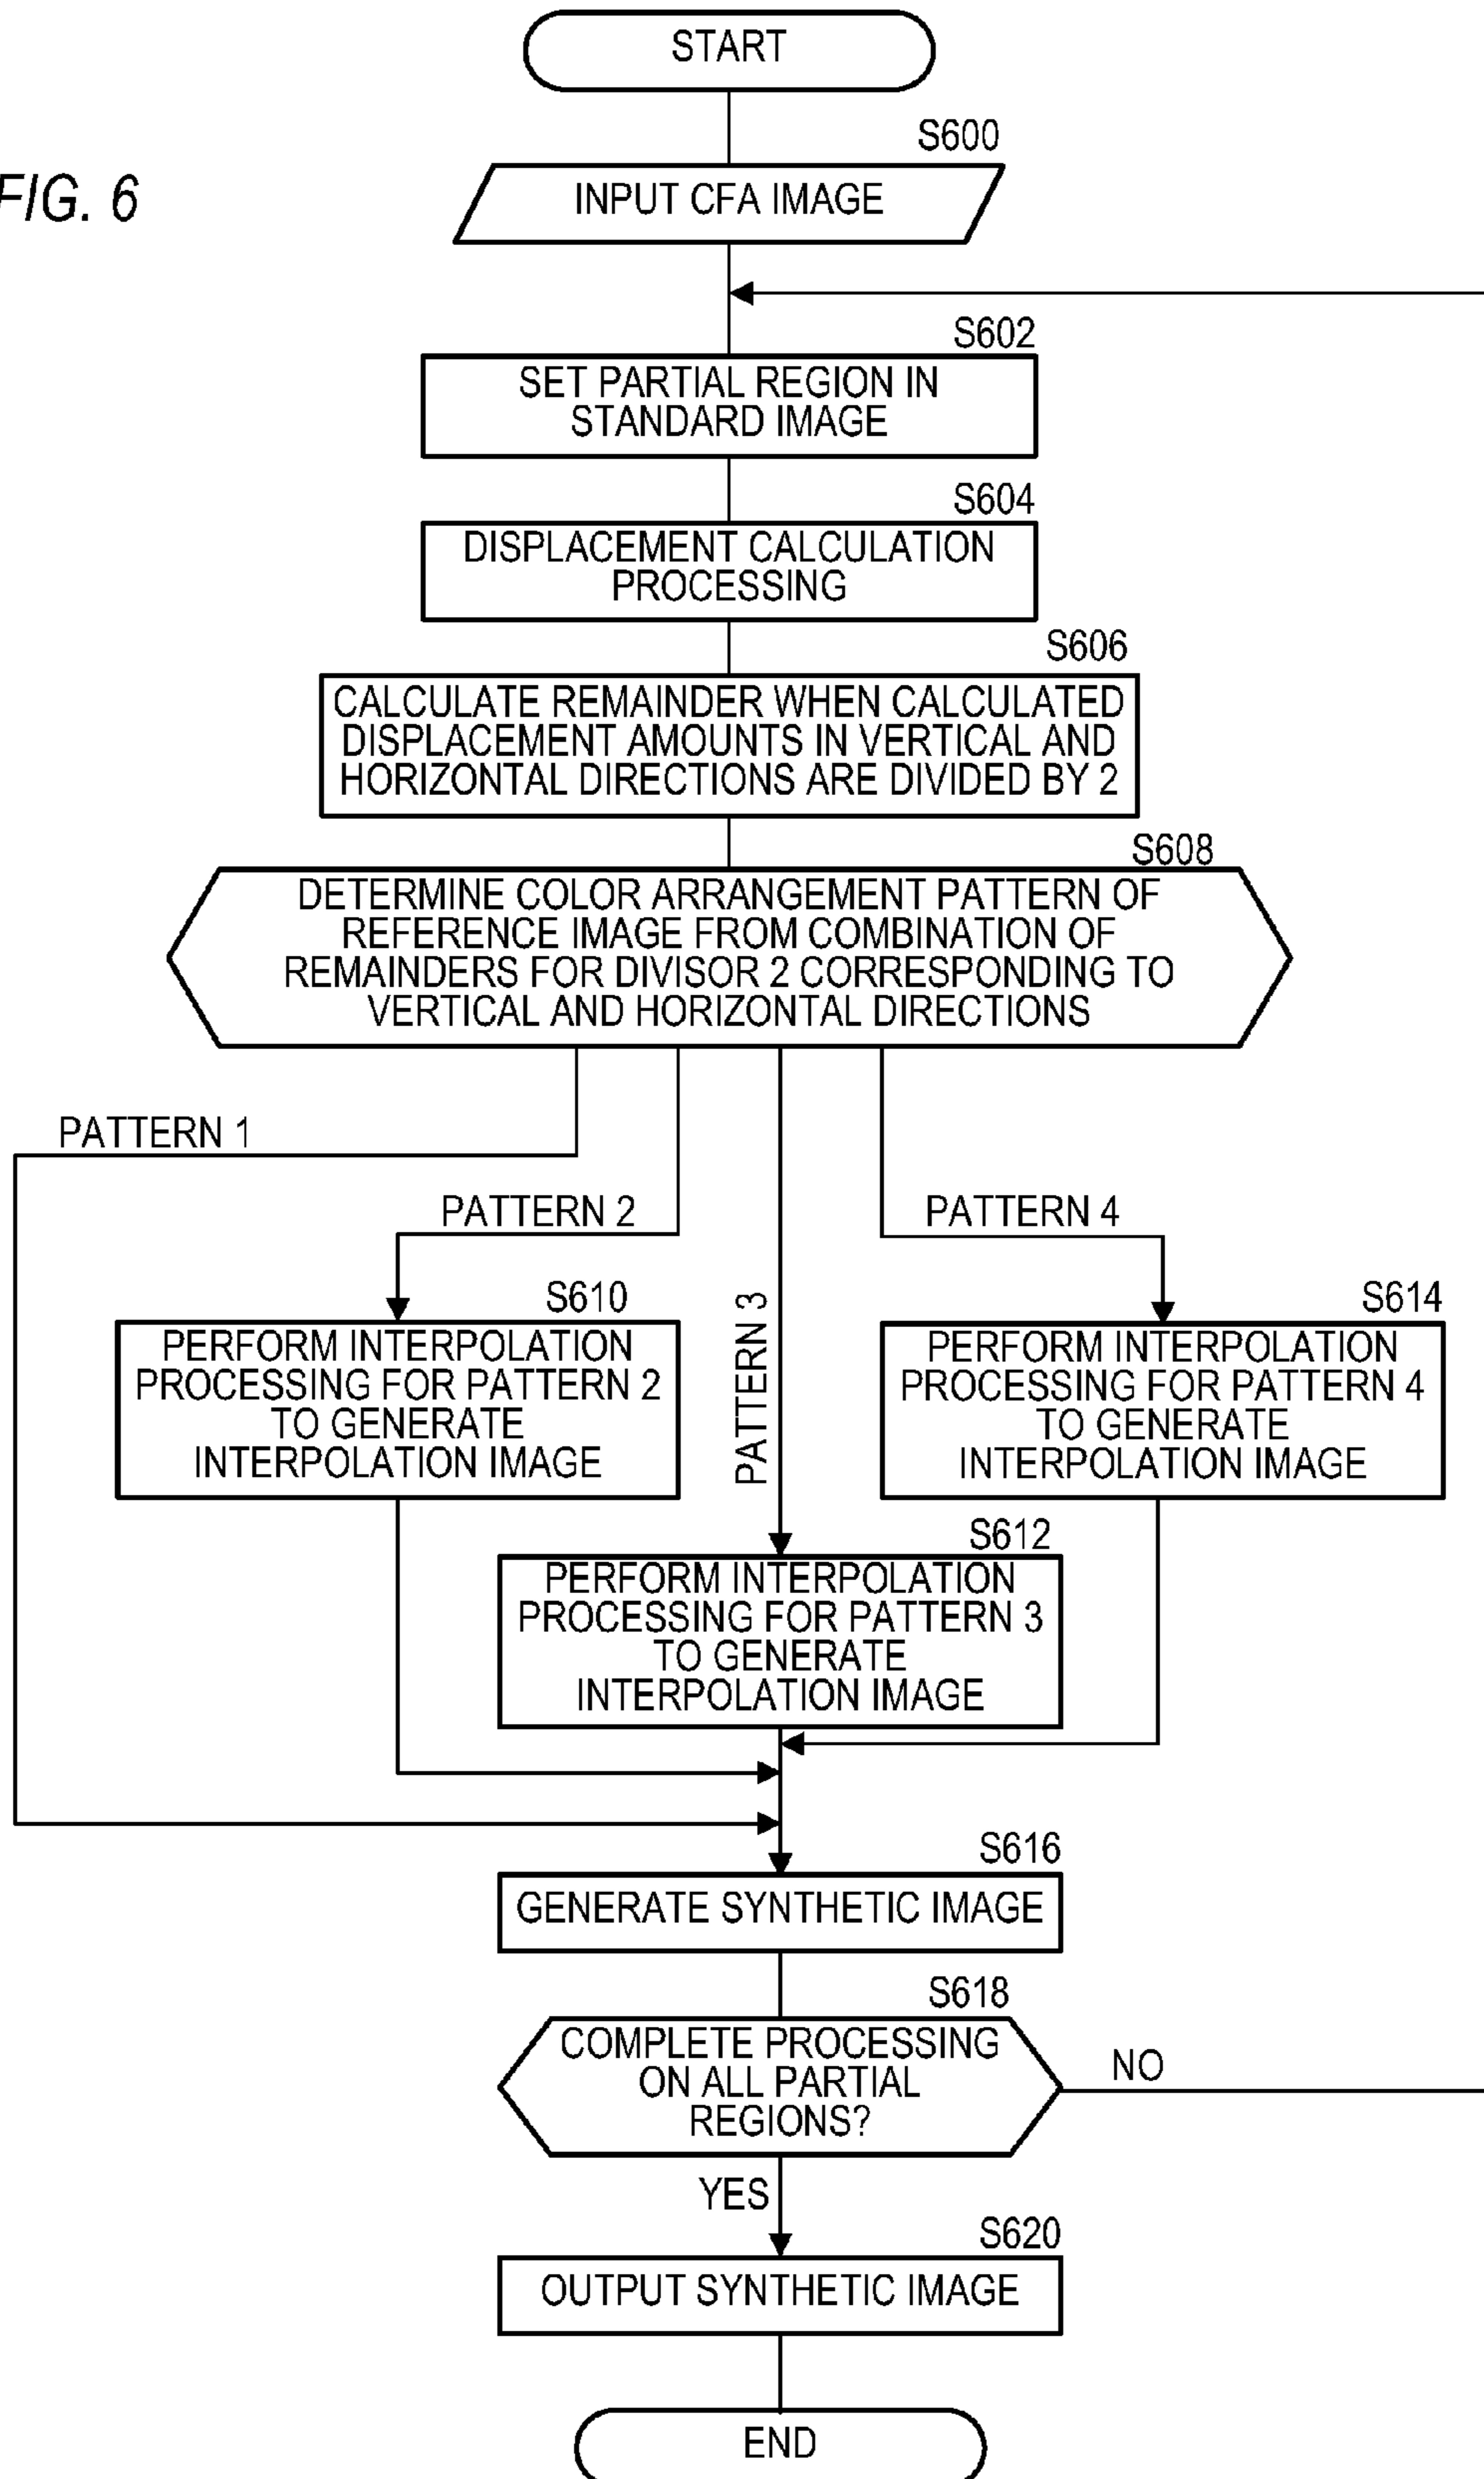 START
S600
FIG. 6
INPUT CFA IMAGE
S602
SET PARTIAL REGION IN
STANDARD IMAGE
S604
DISPLACEMENT CALCULATION
PROCESSING
S606
CALCULATE REMAINDER WHEN CALCULATED
DISPLACEMENT AMOUNTS IN VERTICAL AND
HORIZONTAL DIRECTIONS ARE DIVIDED BY 2
S608
DETERMINE COLOR ARRANGEMENT PATTERN OF
REFERENCE IMAGE FROM COMBINATION OF
REMAINDERS FOR DIVISOR 2 CORRESPONDING TO
VERTICAL AND HORIZONTAL DIRECTIONS
PATTERN 1
PATTERN 2
PATTERN 4
PATTERN 3
S610
PERFORM INTERPOLATION
PROCESSING FOR PATTERN 2
TO GENERATE
INTERPOLATION IMAGE
S614
PERFORM INTERPOLATION
PROCESSING FOR PATTERN 4
TO GENERATE
INTERPOLATION IMAGE
S612
PERFORM INTERPOLATION
PROCESSING FOR PATTERN 3
TO GENERATE
INTERPOLATION IMAGE
S616
GENERATE SYNTHETIC IMAGE
S618
COMPLETE PROCESSING
ON ALL PARTIAL
REGIONS?
NO
YES
S620
OUTPUT SYNTHETIC IMAGE
END